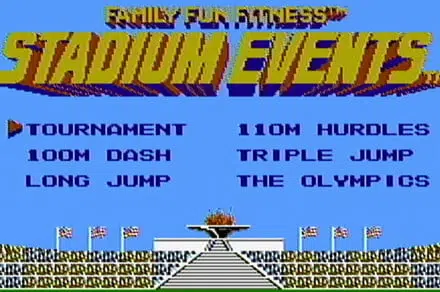 FAMILY FUN FITNESS™
STADIUM EVENTS
TOURNAMENT
100M DASH
LONG JUMP
110M HURDLES
TRIPLE JUMP
THE OLYMPICS